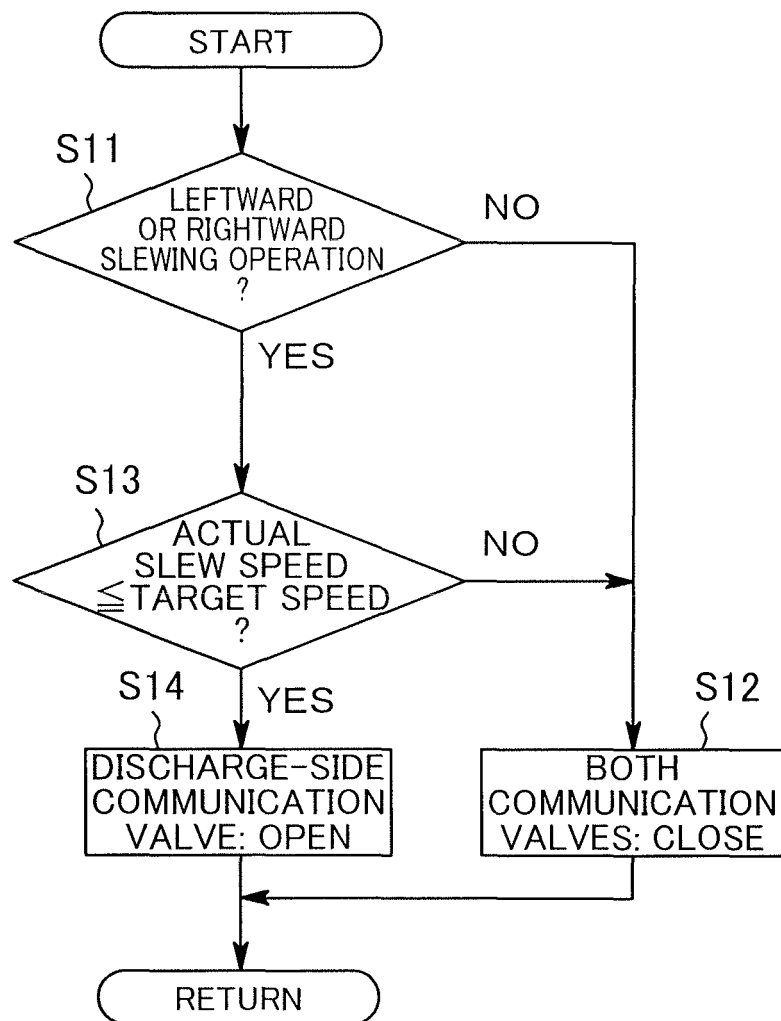 START
S11
LEFTWARD
OR RIGHTWARD
SLEWING OPERATION
?
NO
YES
S13
ACTUAL
SLEW SPEED
≦TARGET SPEED
?
NO
YES
S14
DISCHARGE-SIDE
COMMUNICATION
VALVE: OPEN
S12
BOTH
COMMUNICATION
VALVES: CLOSE
RETURN